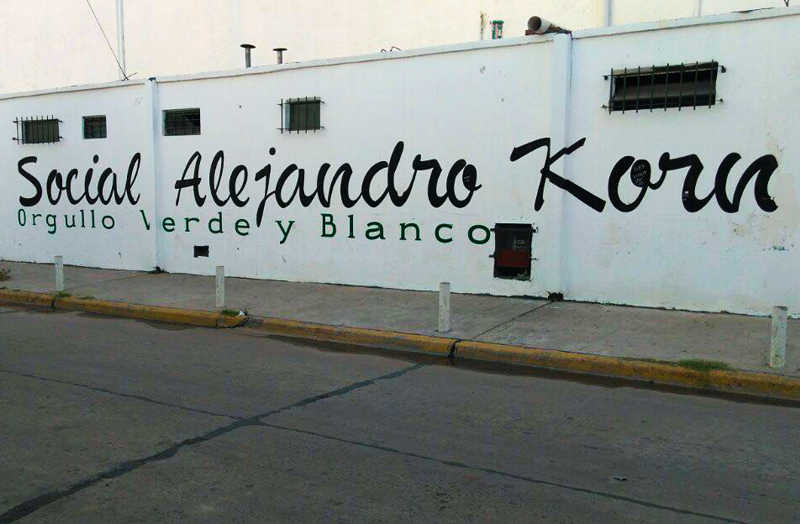 Social Alejandro Korn
Orgullo Verde y Blanco